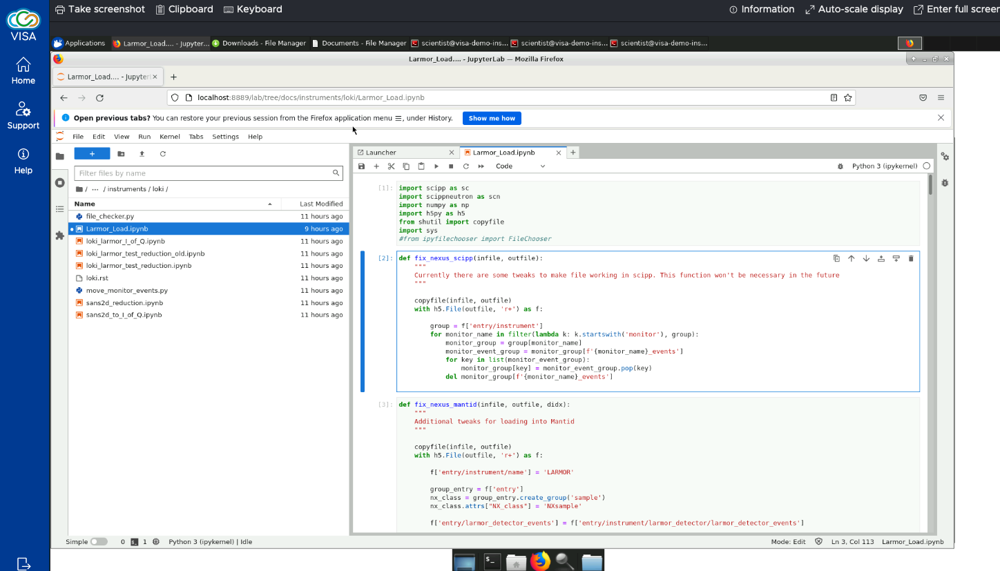 Take screenshot Clipboard Keyboard Information Auto-scale display Enter full screen
VISA
Home
Support
Help
Applications Larmor_Load.... - Jupyter... Downloads - File Manager Documents - File Manager scientist@visa-demo-ins... scientist@visa-demo-ins... scientist@visa-demo-ins...
Larmor_Load.... - JupyterLab — Mozilla Firefox
Larmor_Load.... - Jupyter
localhost:8889/lab/tree/docs/instruments/loki/Larmor_Load.ipynb
Open previous tabs? You can restore your previous session from the Firefox application menu ☰, under History. Show me how
File Edit View Run Kernel Tabs Settings Help
Filter files by name
/ ... / instruments / loki /
Name Last Modified
file_checker.py 11 hours ago
Larmor_Load.ipynb 9 hours ago
loki_larmor_I_of_Q.ipynb 11 hours ago
loki_larmor_test_reduction_old.ipynb 11 hours ago
loki_larmor_test_reduction.ipynb 11 hours ago
loki.rst 11 hours ago
move_monitor_events.py 11 hours ago
sans2d_reduction.ipynb 11 hours ago
sans2d_to_I_of_Q.ipynb 11 hours ago
Launcher Larmor_Load.ipynb
Code Python 3 (ipykernel)
[1]: import scipp as sc
import scippneutron as scn
import numpy as np
import h5py as h5
from shutil import copyfile
import sys
#from ipyfilechooser import FileChooser
[2]: def fix_nexus_scipp(infile, outfile):
"""
Currently there are some tweaks to make file working in scipp. This function won't be necessary in the future
"""
copyfile(infile, outfile)
with h5.File(outfile, 'r+') as f:
group = f['entry/instrument']
for monitor_name in filter(lambda k: k.startswith('monitor'), group):
monitor_group = group[monitor_name]
monitor_event_group = monitor_group[f'{monitor_name}_events']
for key in list(monitor_event_group):
monitor_group[key] = monitor_event_group.pop(key)
del monitor_group[f'{monitor_name}_events']
[3]: def fix_nexus_mantid(infile, outfile, didx):
"""
Additional tweaks for loading into Mantid
"""
copyfile(infile, outfile)
with h5.File(outfile, 'r+') as f:
f['entry/instrument/name'] = 'LARMOR'
group_entry = f['entry']
nx_class = group_entry.create_group('sample')
nx_class.attrs["NX_class"] = 'NXsample'
f['entry/larmor_detector_events'] = f['entry/instrument/larmor_detector/larmor_detector_events']
Simple 0 1 Python 3 (ipykernel) | Idle Mode: Edit Ln 3, Col 113 Larmor_Load.ipynb